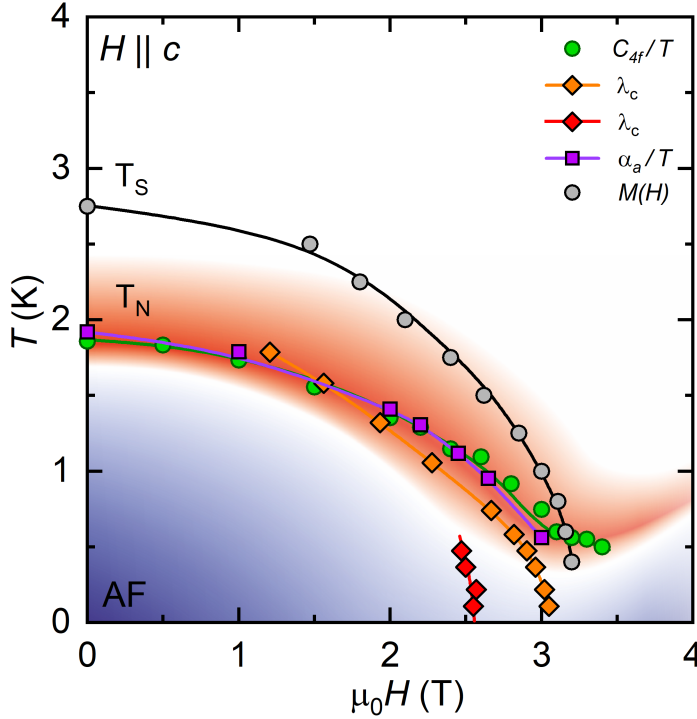 H || c
C4f/T
λc
λc
αa/T
M(H)
TS
TN
AF
T (K)
4
3
2
1
0
0 1 2 3 4
μ0H (T)